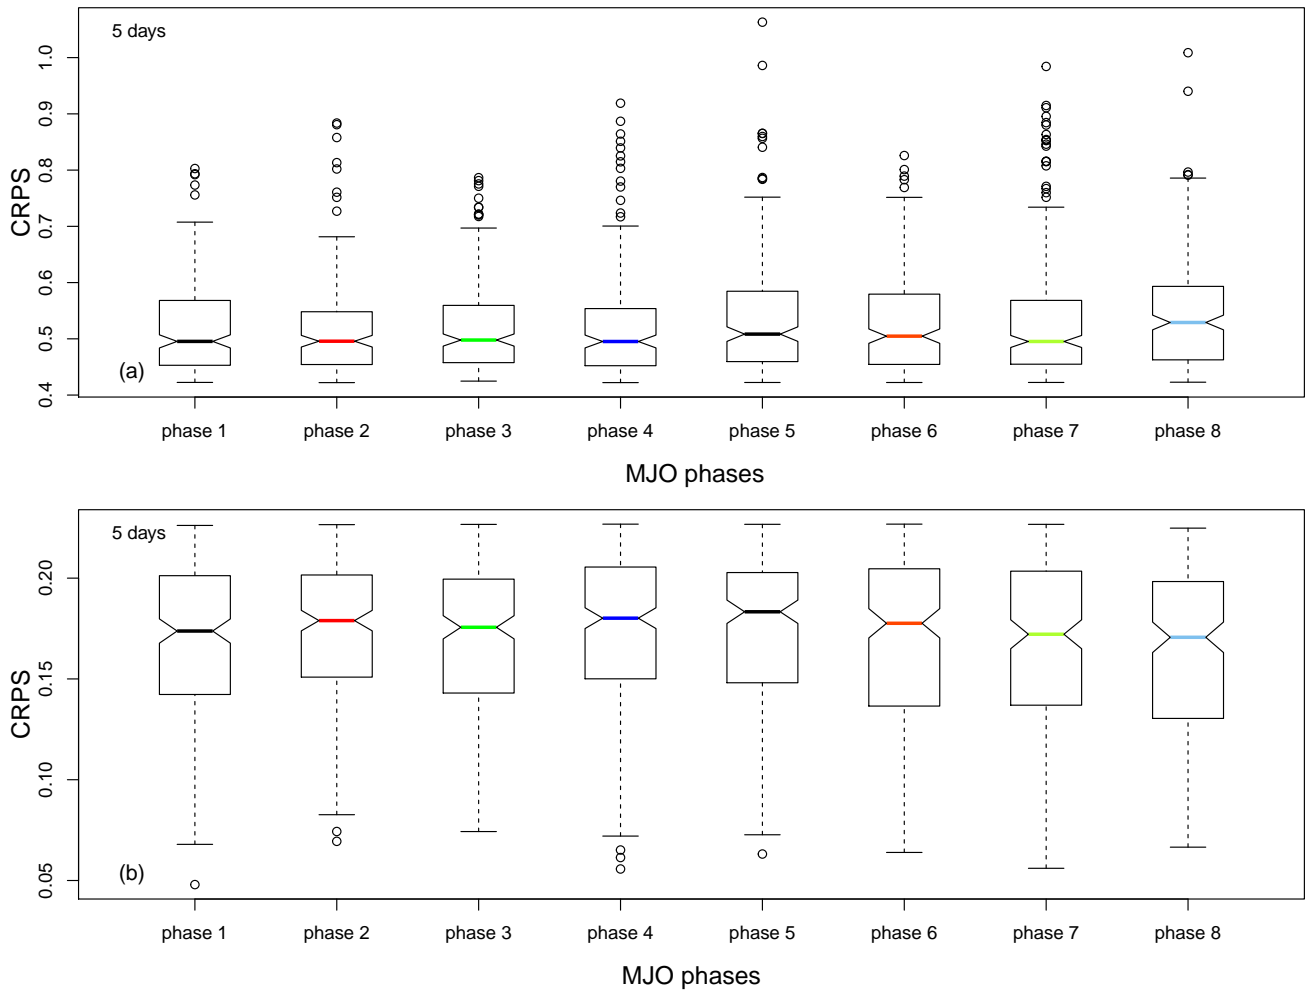 5 days
1.0
0.9
0.8
0.7
0.6
0.5
0.4
CRPS
(a)
phase 1 phase 2 phase 3 phase 4 phase 5 phase 6 phase 7 phase 8
MJO phases
5 days
0.20
0.15
0.10
0.05
CRPS
(b)
phase 1 phase 2 phase 3 phase 4 phase 5 phase 6 phase 7 phase 8
MJO phases